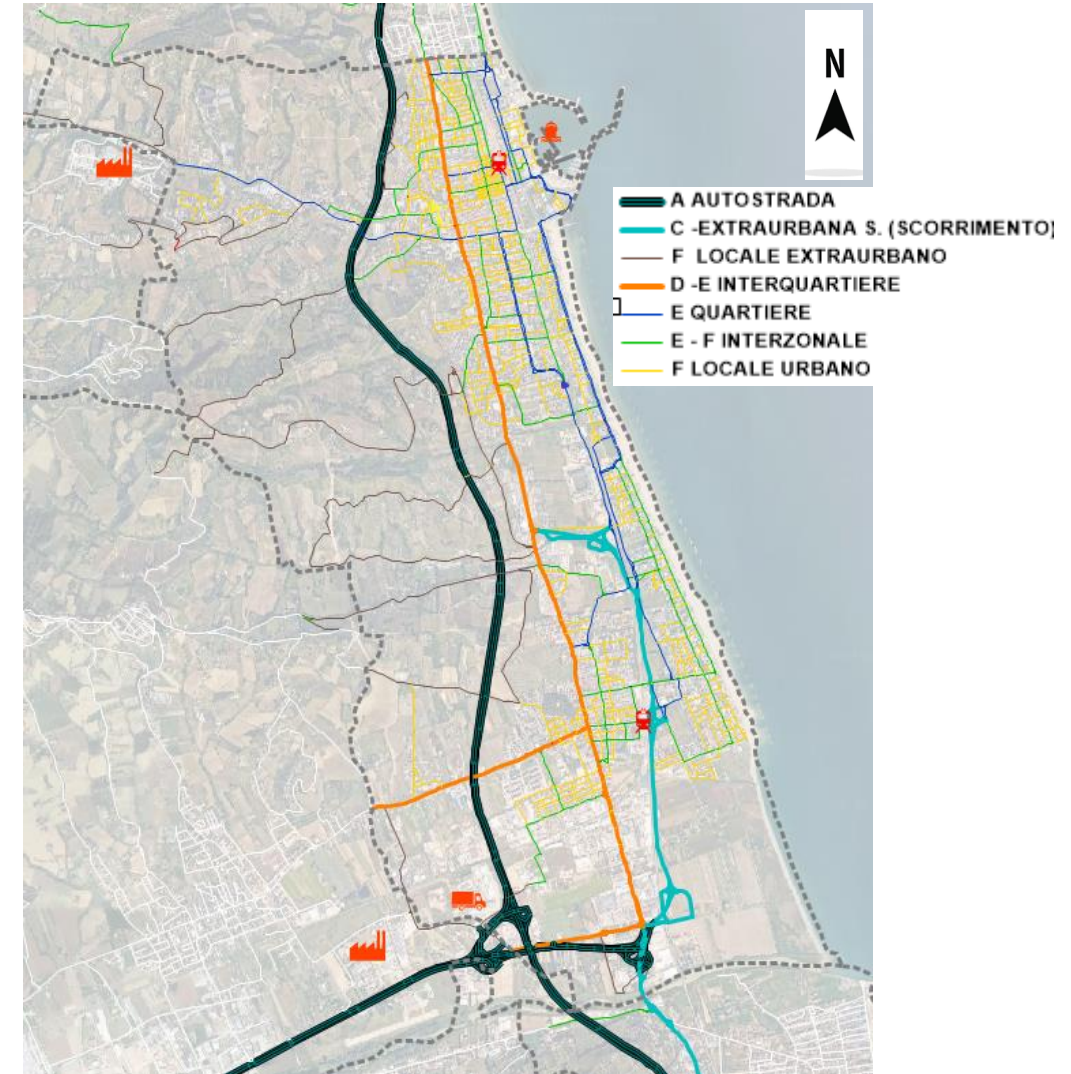 N
A AUTOSTRADA
C -EXTRAURBANA S. (SCORRIMENTO)
F LOCALE EXTRAURBANO
D -E INTERQUARTIERE
E QUARTIERE
E - F INTERZONALE
F LOCALE URBANO